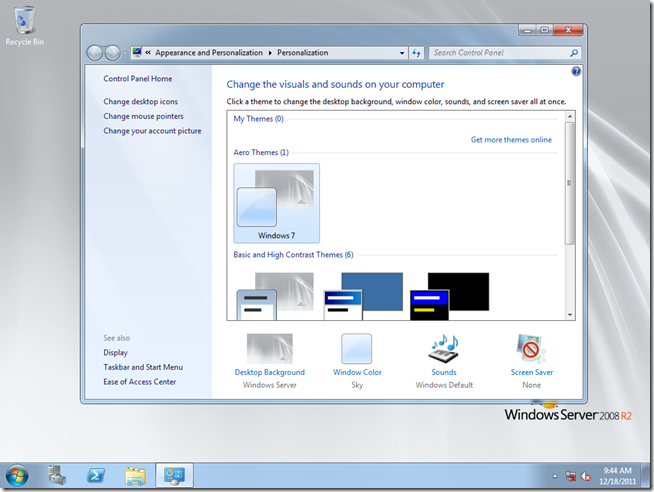 Recycle Bin
« Appearance and Personalization ▸ Personalization
Search Control Panel
Control Panel Home
Change desktop icons
Change mouse pointers
Change your account picture
See also
Display
Taskbar and Start Menu
Ease of Access Center
Change the visuals and sounds on your computer
Click a theme to change the desktop background, window color, sounds, and screen saver all at once.
My Themes (0)
Get more themes online
Aero Themes (1)
Windows 7
Basic and High Contrast Themes (6)
Desktop Background
Windows Server
Window Color
Sky
Sounds
Windows Default
Screen Saver
None
Windows Server 2008 R2
9:44 AM
12/18/2011